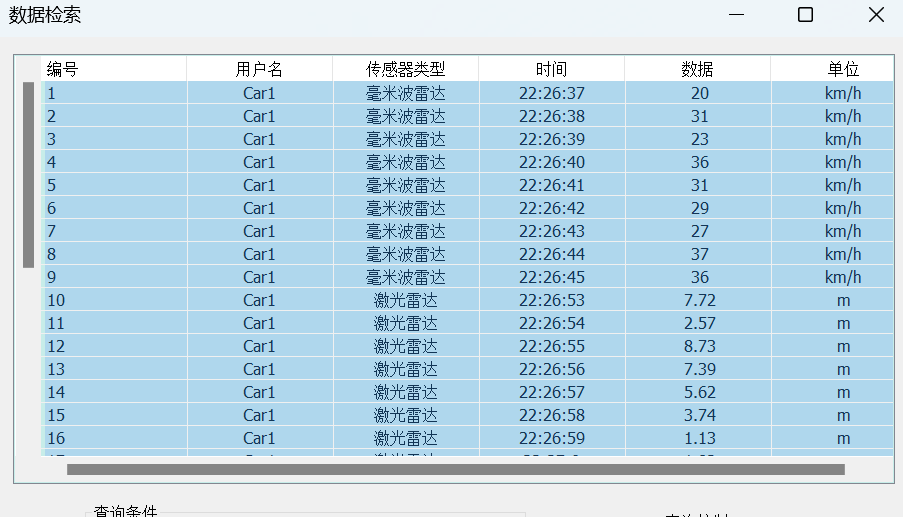 数据检索
编号 用户名 传感器类型 时间 数据 单位
1 Car1 毫米波雷达 22:26:37 20 km/h
2 Car1 毫米波雷达 22:26:38 31 km/h
3 Car1 毫米波雷达 22:26:39 23 km/h
4 Car1 毫米波雷达 22:26:40 36 km/h
5 Car1 毫米波雷达 22:26:41 31 km/h
6 Car1 毫米波雷达 22:26:42 29 km/h
7 Car1 毫米波雷达 22:26:43 27 km/h
8 Car1 毫米波雷达 22:26:44 37 km/h
9 Car1 毫米波雷达 22:26:45 36 km/h
10 Car1 激光雷达 22:26:53 7.72 m
11 Car1 激光雷达 22:26:54 2.57 m
12 Car1 激光雷达 22:26:55 8.73 m
13 Car1 激光雷达 22:26:56 7.39 m
14 Car1 激光雷达 22:26:57 5.62 m
15 Car1 激光雷达 22:26:58 3.74 m
16 Car1 激光雷达 22:26:59 1.13 m
查询条件